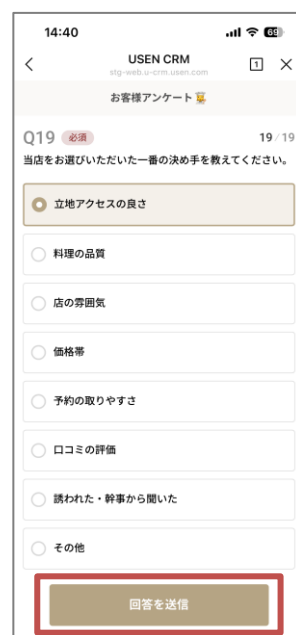 14:40
69
USEN CRM
stg-web.u-crm.usen.com
1
お客様アンケート
Q19 必須 19/19
当店をお選びいただいた一番の決め手を教えてください。
立地アクセスの良さ
料理の品質
店の雰囲気
価格帯
予約の取りやすさ
口コミの評価
誘われた・幹事から聞いた
その他
回答を送信